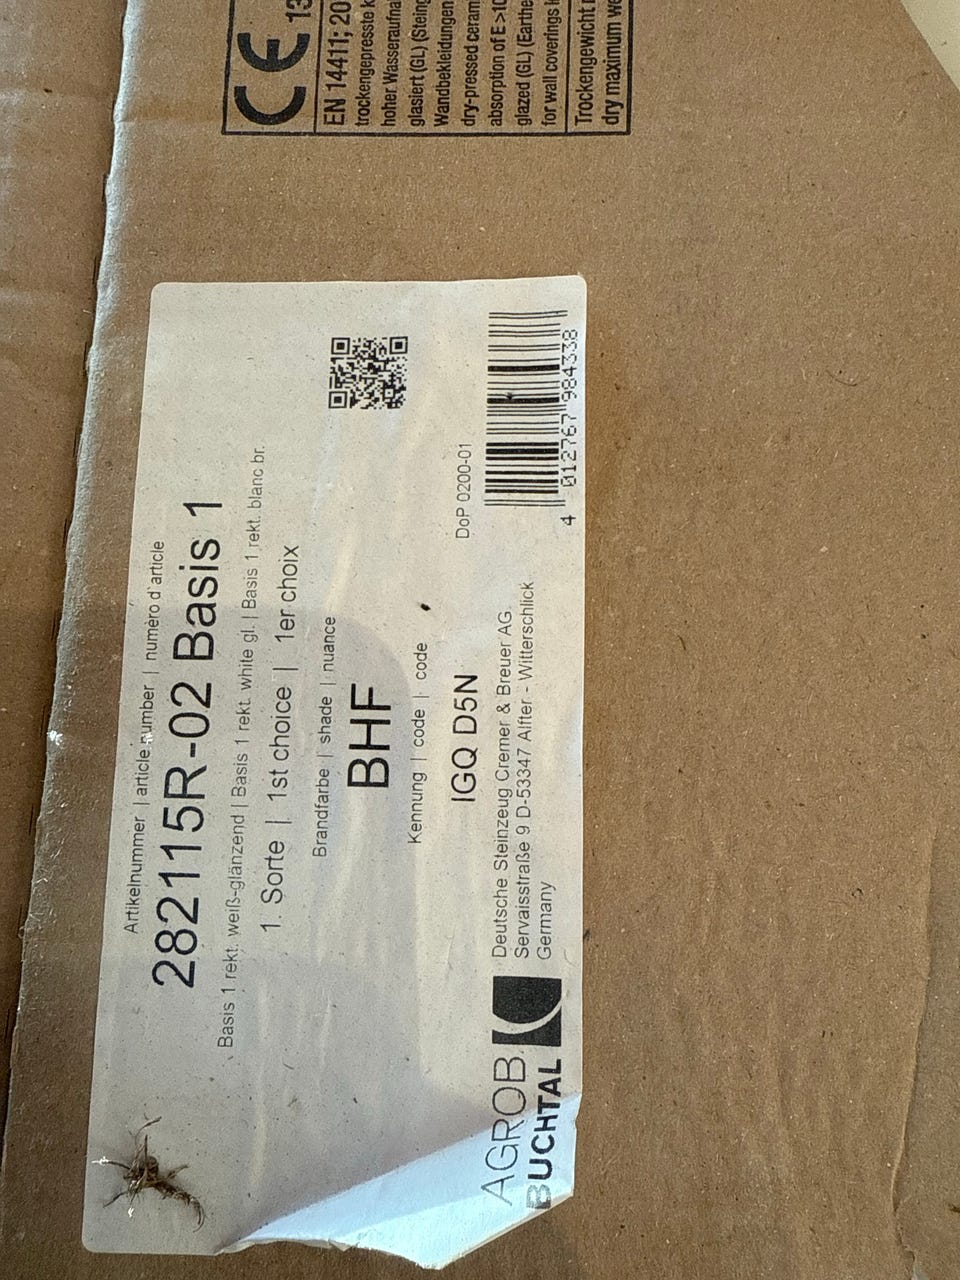 Artikelnummer | article number | numéro d'article
282115R-02 Basis 1
Basis 1 rekt. weiß-glänzend | Basis 1 rekt. white gl. | Basis 1 rekt. blanc br.
1. Sorte | 1st choice | 1er choix
Brandfarbe | shade | nuance
BHF
Kennung | code | code
IGQ D5N
DoP 0200-01
4 012767 984338
AGROB
BUCHTAL
Deutsche Steinzeug Cremer & Breuer AG
Servaisstraße 9 D-53347 Alfter - Witterschlick
Germany
CE
13
EN 14411; 20
trockengepresste k
hoher Wasseraufna
glasiert (GL) (Steing
Wandbekleidungen
dry-pressed ceram
absorption of E >10
glazed (GL) (Earthe
for wall coverings i
Trockengewicht
dry maximum we